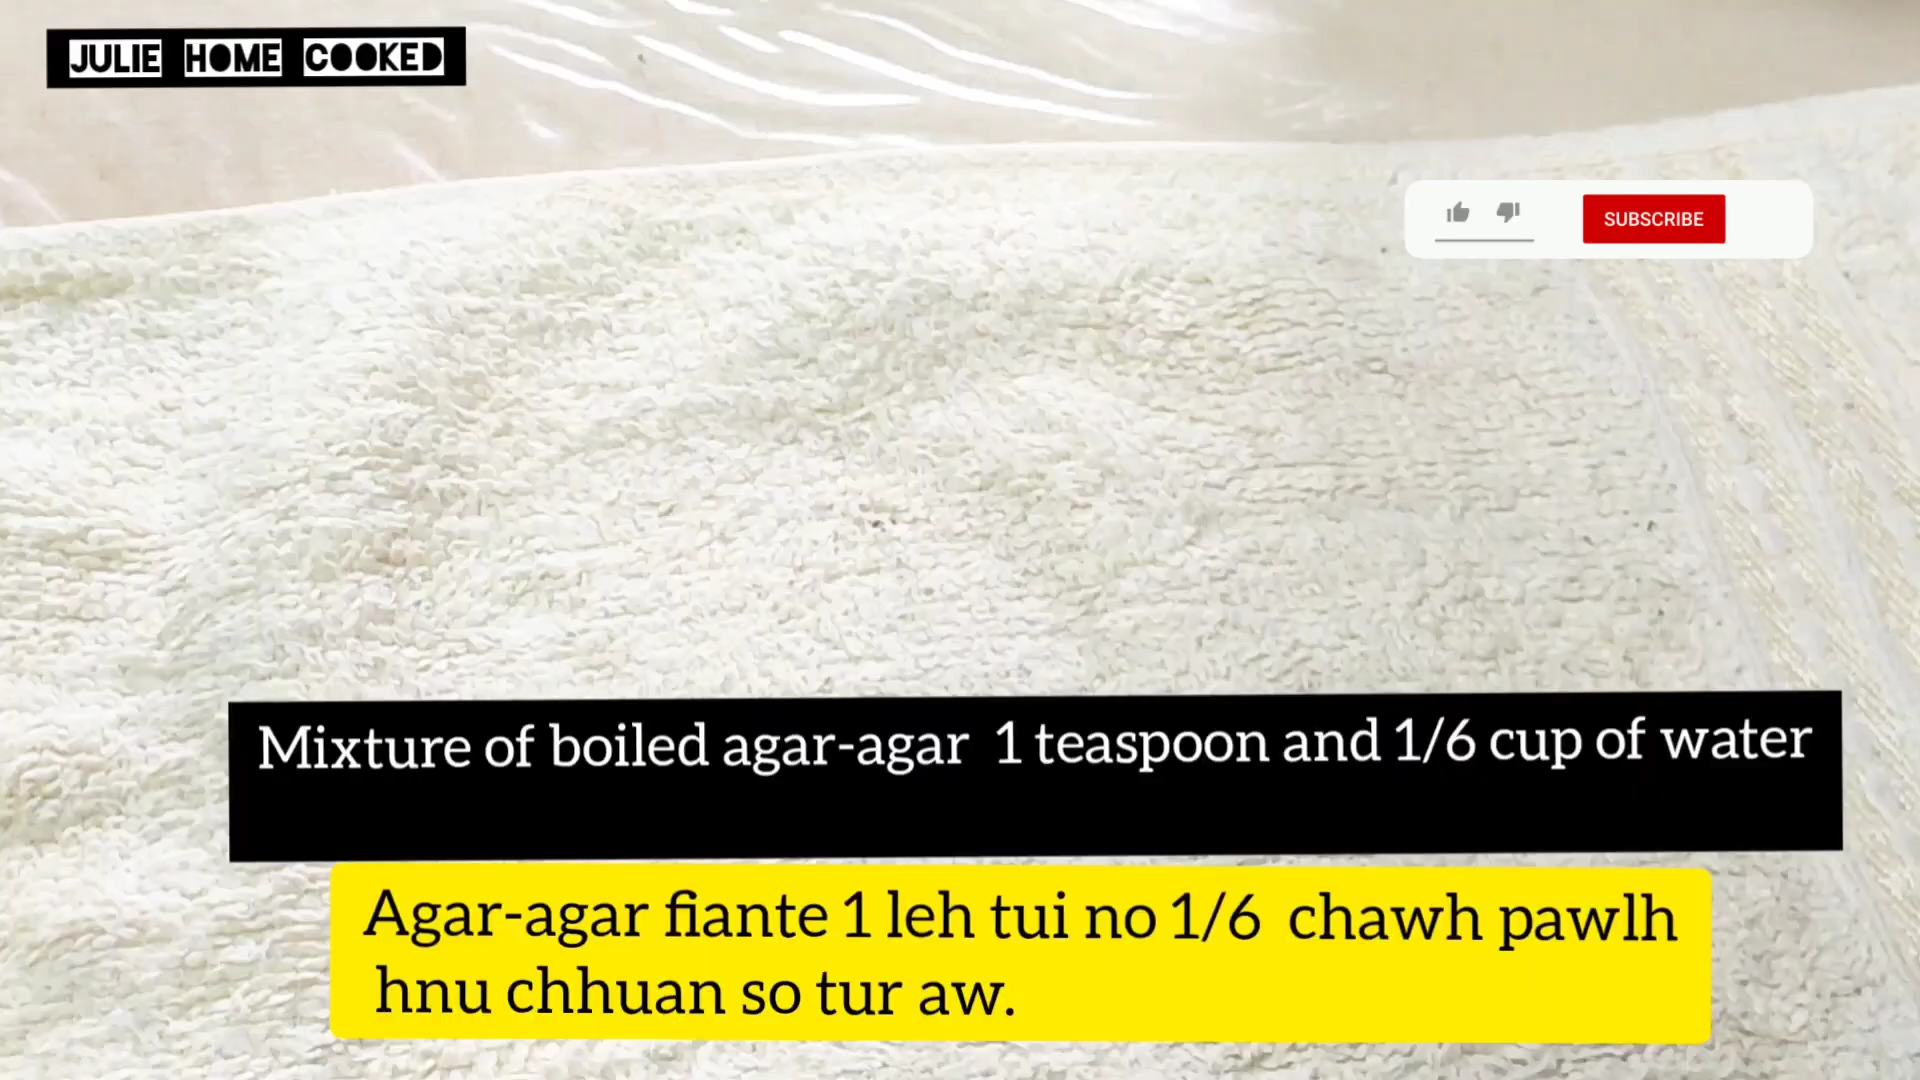 JULIE HOME COOKED
SUBSCRIBE
Mixture of boiled agar-agar 1 teaspoon and 1/6 cup of water
Agar-agar fiante 1 leh tui no 1/6 chawh pawlh
hnu chhuan so tur aw.